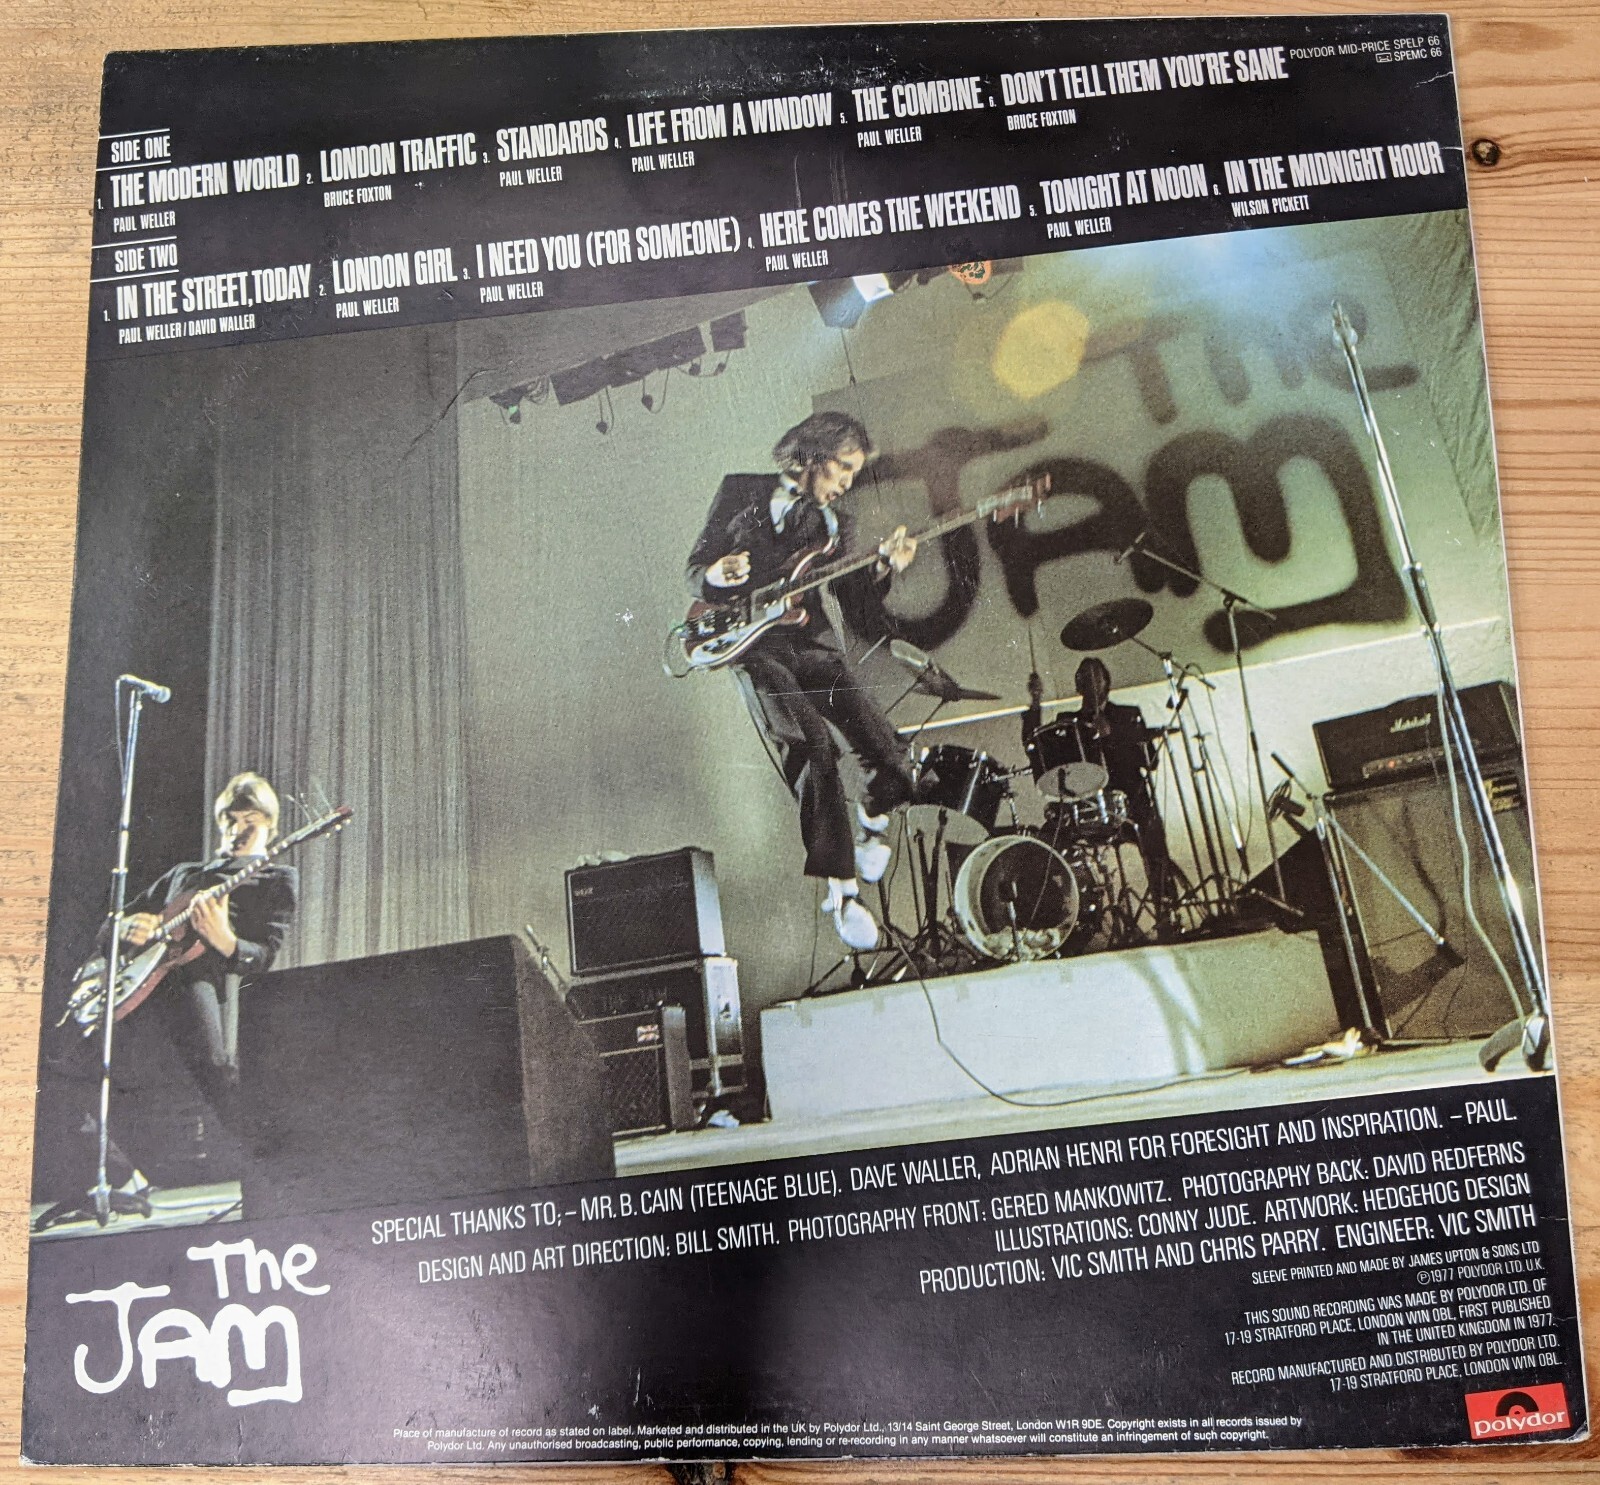 POLYDOR MID-PRICE SPELP 66
SPEMC 66
SIDE ONE
1. THE MODERN WORLD 2. LONDON TRAFFIC 3. STANDARDS 4. LIFE FROM A WINDOW 5. THE COMBINE 6. DON'T TELL THEM YOU'RE SANE
PAUL WELLER BRUCE FOXTON PAUL WELLER PAUL WELLER PAUL WELLER BRUCE FOXTON
SIDE TWO
1. IN THE STREET, TODAY 2. LONDON GIRL 3. I NEED YOU (FOR SOMEONE) 4. HERE COMES THE WEEKEND 5. TONIGHT AT NOON 6. IN THE MIDNIGHT HOUR
PAUL WELLER/DAVID WALLER PAUL WELLER PAUL WELLER PAUL WELLER PAUL WELLER WILSON PICKETT
THE
JAM
Marshall
VOX
THE JAM
SPECIAL THANKS TO;– MR. B. CAIN (TEENAGE BLUE). DAVE WALLER, ADRIAN HENRI FOR FORESIGHT AND INSPIRATION. – PAUL.
DESIGN AND ART DIRECTION: BILL SMITH. PHOTOGRAPHY FRONT: GERED MANKOWITZ. PHOTOGRAPHY BACK: DAVID REDFERNS
ILLUSTRATIONS: CONNY JUDE. ARTWORK: HEDGEHOG DESIGN
PRODUCTION: VIC SMITH AND CHRIS PARRY. ENGINEER: VIC SMITH
SLEEVE PRINTED AND MADE BY JAMES UPTON & SONS LTD
Ⓟ1977 POLYDOR LTD. U.K.
THIS SOUND RECORDING WAS MADE BY POLYDOR LTD. OF
17-19 STRATFORD PLACE, LONDON WIN OBL, FIRST PUBLISHED
IN THE UNITED KINGDOM IN 1977.
RECORD MANUFACTURED AND DISTRIBUTED BY POLYDOR LTD.
17-19 STRATFORD PLACE, LONDON WIN OBL.
The
JAM
polydor
Place of manufacture of record as stated on label. Marketed and distributed in the UK by Polydor Ltd., 13/14 Saint George Street, London W1R 9DE. Copyright exists in all records issued by
Polydor Ltd. Any unauthorised broadcasting, public performance, copying, lending or re-recording in any manner whatsoever will constitute an infringement of such copyright.